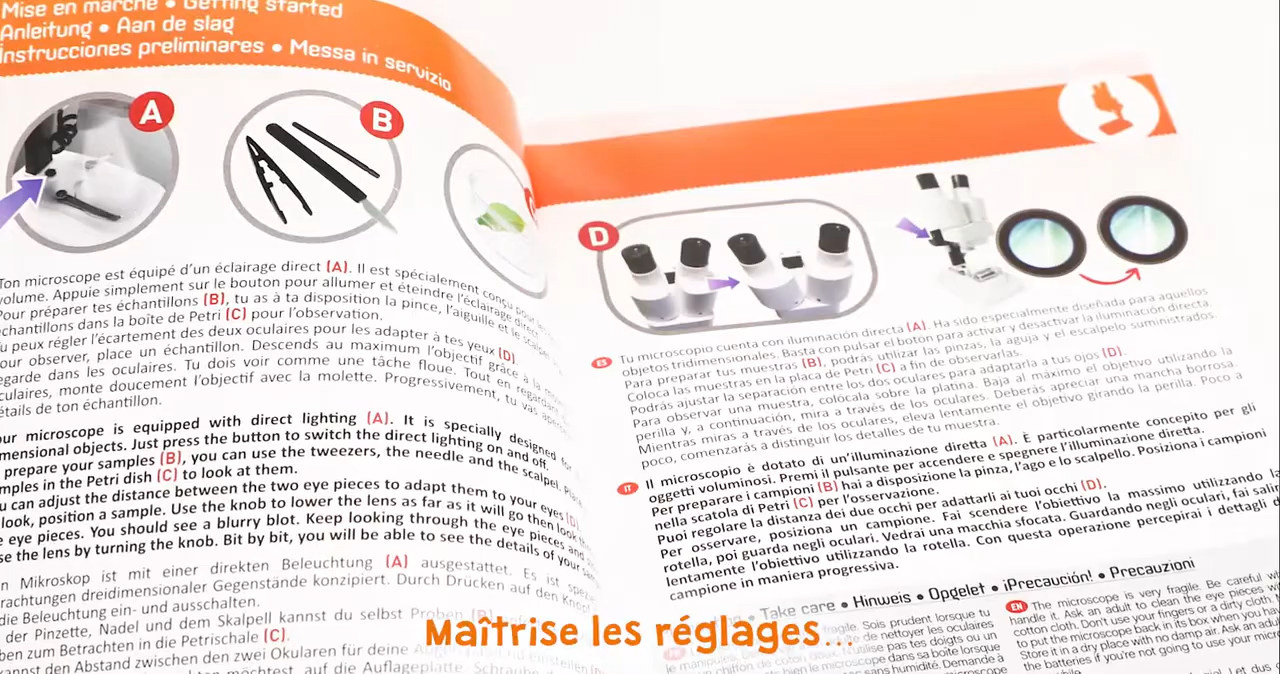 Mise en marche • Getting started
Anleitung • Aan de slag
Instrucciones preliminares • Messa in servizio
A
B
D
Ton microscope est équipé d'un éclairage direct (A). Il est spécialement conçu
volume. Appuie simplement sur le bouton pour allumer et éteindre l'éclairage direct
Pour préparer tes échantillons (B), tu as à ta disposition la pince, l'aiguille et le scalpel
échantillons dans la boîte de Petri (C) pour l'observation.
Tu peux régler l'écartement des deux oculaires pour les adapter à tes yeux (D).
Pour observer, place un échantillon. Descends au maximum l'objectif grâce à la
regarde dans les oculaires. Tu dois voir comme une tâche floue. Tout en regardant
oculaires, monte doucement l'objectif avec la molette. Progressivement, tu vas
détails de ton échantillon.
our microscope is equipped with direct lighting (A). It is specially designed for
mensional objects. Just press the button to switch the direct lighting on and off.
prepare your samples (B), you can use the tweezers, the needle and the scalpel.
mples in the Petri dish (C) to look at them.
u can adjust the distance between the two eye pieces to adapt them to your eyes
look, position a sample. Use the knob to lower the lens as far as it will go then look
e eye pieces. You should see a blurry blot. Keep looking through the eye pieces and
se the lens by turning the knob. Bit by bit, you will be able to see the details of your
n Mikroskop ist mit einer direkten Beleuchtung (A) ausgestattet. Es ist
rachtungen dreidimensionaler Gegenstände konzipiert. Durch Drücken auf den Knopf
die Beleuchtung ein- und ausschalten.
der Pinzette, Nadel und dem Skalpell kannst du selbst Proben (B)
ben zum Betrachten in die Petrischale (C).
annst den Abstand zwischen den zwei Okularen für deine Augen
ES Tu microscopio cuenta con iluminación directa (A). Ha sido especialmente diseñada para aquellos
objetos tridimensionales. Basta con pulsar el botón para activar y desactivar la iluminación directa.
Para preparar tus muestras (B), podrás utilizar las pinzas, la aguja y el escalpelo suministrados.
Coloca las muestras en la placa de Petri (C) a fin de observarlas.
Podrás ajustar la separación entre los dos oculares para adaptarla a tus ojos (D).
Para observar una muestra, colócala sobre la platina. Baja al máximo el objetivo utilizando la
perilla y, a continuación, mira a través de los oculares. Deberás apreciar una mancha borrosa.
Mientras miras a través de los oculares, eleva lentamente el objetivo girando la perilla. Poco a
poco, comenzarás a distinguir los detalles de tu muestra.
IT Il microscopio è dotato di un'illuminazione diretta (A). È particolarmente concepito per gli
oggetti voluminosi. Premi il pulsante per accendere e spegnere l'illuminazione diretta.
Per preparare i campioni (B) hai a disposizione la pinza, l'ago e lo scalpello. Posiziona i campioni
nella scatola di Petri (C) per l'osservazione.
Puoi regolare la distanza dei due occhi per adattarli ai tuoi occhi (D).
Per osservare, posiziona un campione. Fai scendere l'obiettivo la massimo utilizzando la
rotella, poi guarda negli oculari. Vedrai una macchia sfocata. Guardando negli oculari, fai salire
lentamente l'obiettivo utilizzando la rotella. Con questa operazione percepirai i dettagli
campione in maniera progressiva.
Take care • Hinweis • Opgelet • ¡Precaución! • Precauzioni
fragile. Sois prudent lorsque tu
de nettoyer les oculaires
N'utilise pas tes doigts ou un
bien le microscope dans sa boite lorsque
sans humidité. Demande à
EN The microscope is very fragile. Be careful
handle it. Ask an adult to clean the eye pieces
cotton cloth. Don't use your fingers or a dirty cloth.
to put the microscope back in its box when you
Store it in a dry place with no damp air. Ask an
the batteries if you're not going to use your
Maîtrise les réglages...